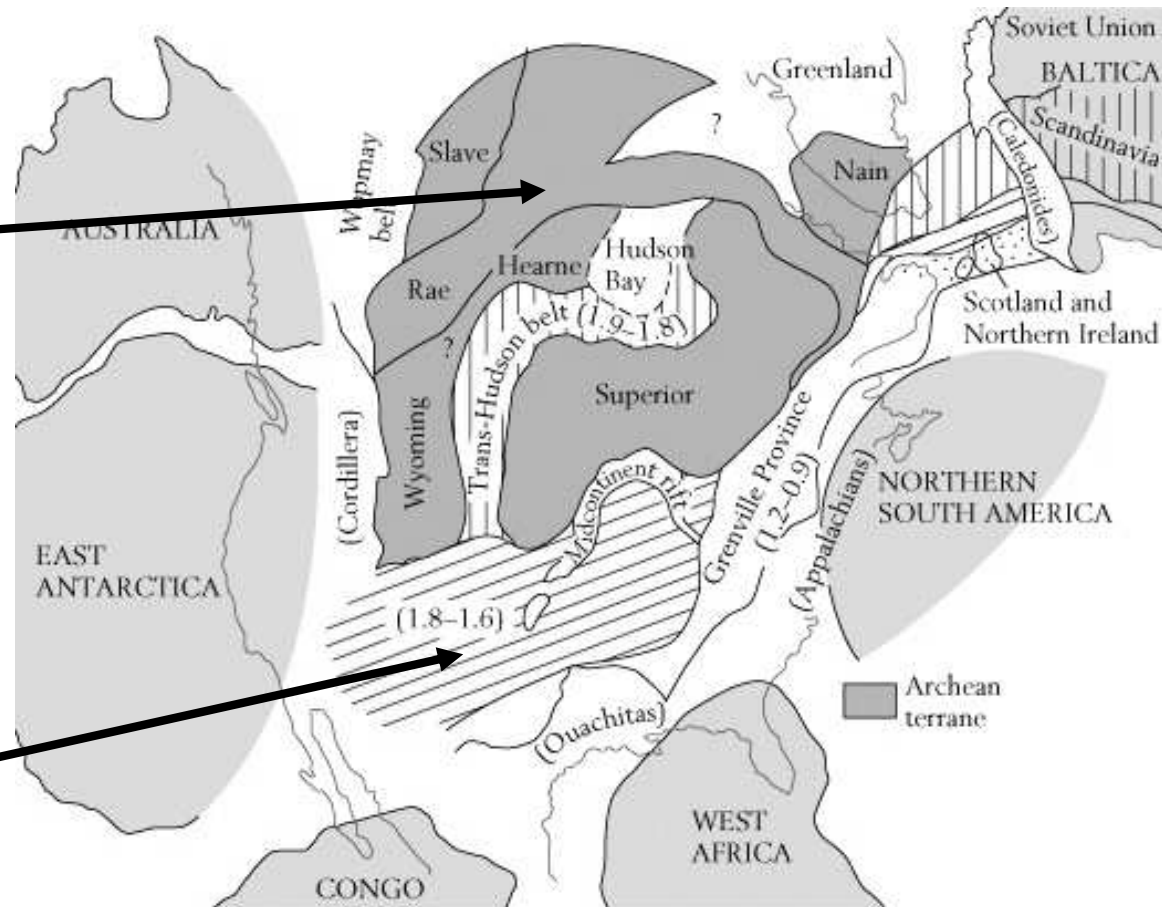 Soviet Union
BALTICA
Scandinavia
Caledonides)
Greenland
?
Slave
Nain
Wopmay
belt
AUSTRALIA
Hudson
Bay
Hearne
Rae
Scotland and
Northern Ireland
?
Trans-Hudson belt (1.9–1.8)
Superior
Wyoming
(Cordillera)
Midcontinent rift
Grenville Province
(1.2–0.9)
(Appalachians)
NORTHERN
SOUTH AMERICA
EAST
ANTARCTICA
(1.8–1.6)
Archean
terrane
(Ouachitas)
WEST
AFRICA
CONGO